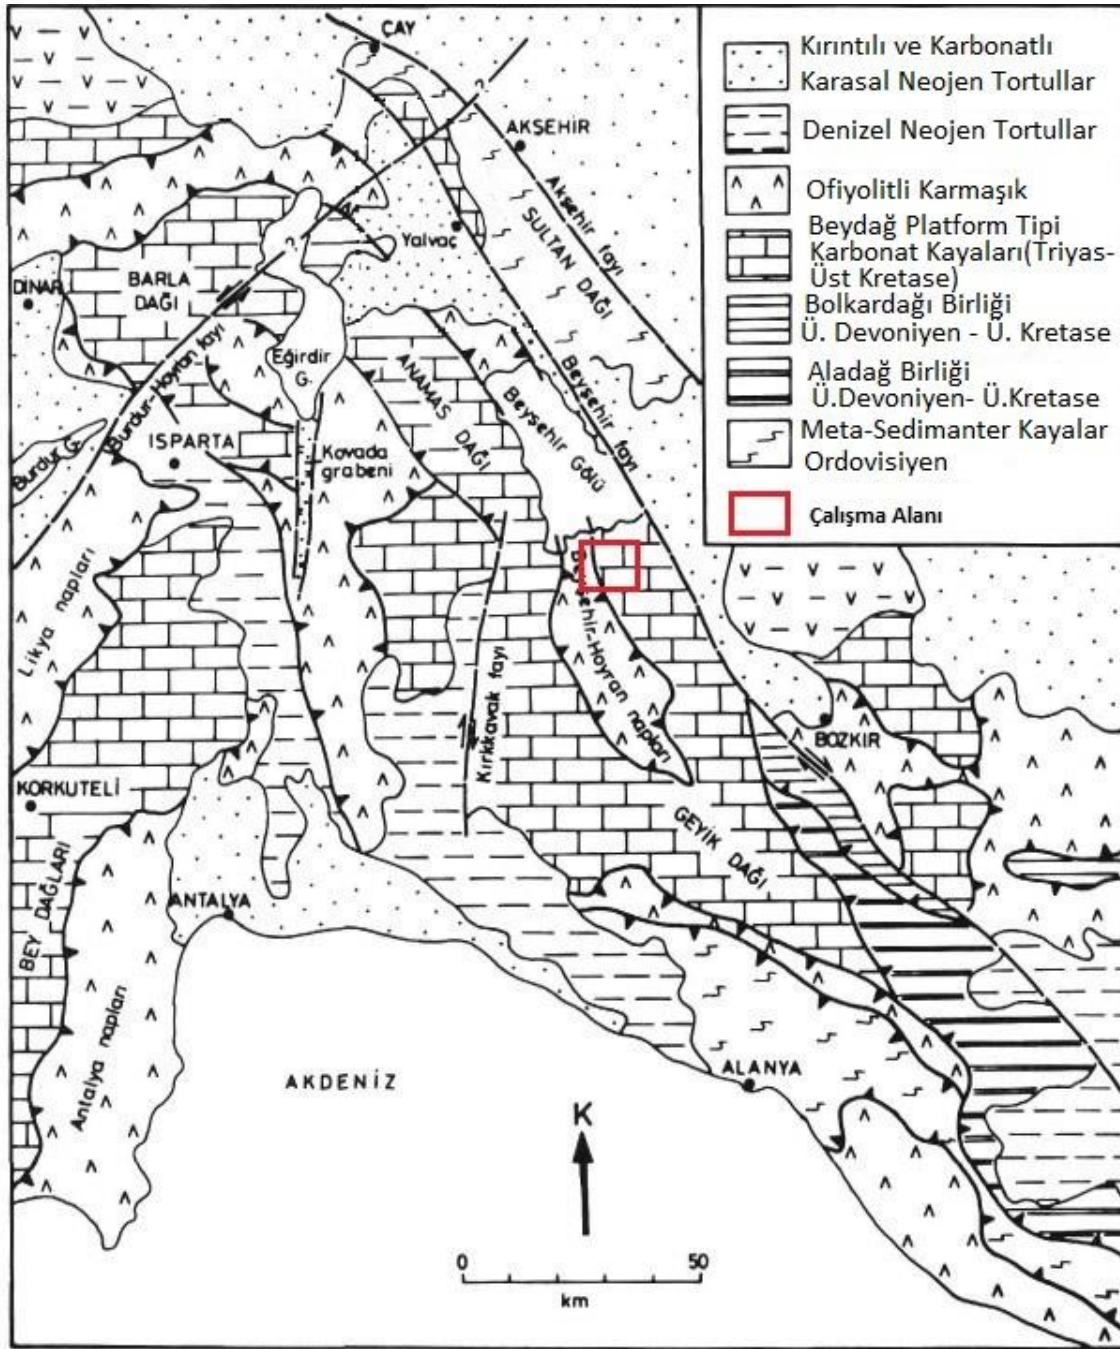 ÇAY
AKŞEHİR
Akşehir fayı
SULTAN DAĞI
Yalvaç
?
?
DİNAR
BARLA
DAĞI
Eğirdir
G.
Burdur-Hoyran fayı
Burdur G.
ISPARTA
Kovada
grabeni
ANAMAS DAĞI
Beyşehir Gölü
Beyşehir fayı
Likya napları
Kırıkkavak fayı
Beyşehir-Hoyran napları
BOZKIR
KORKUTELİ
BEY DAĞLARI
GEYİK DAĞI
ANTALYA
Antalya napları
AKDENİZ
ALANYA
K
0 50
km
Kırıntılı ve Karbonatlı
Karasal Neojen Tortullar
Denizel Neojen Tortullar
Ofiyolitli Karmaşık
Beydağ Platform Tipi
Karbonat Kayaları(Triyas-
Üst Kretase)
Bolkardağı Birliği
Ü. Devoniyen - Ü. Kretase
Aladağ Birliği
Ü.Devoniyen- Ü.Kretase
Meta-Sedimanter Kayalar
Ordovisiyen
Çalışma Alanı